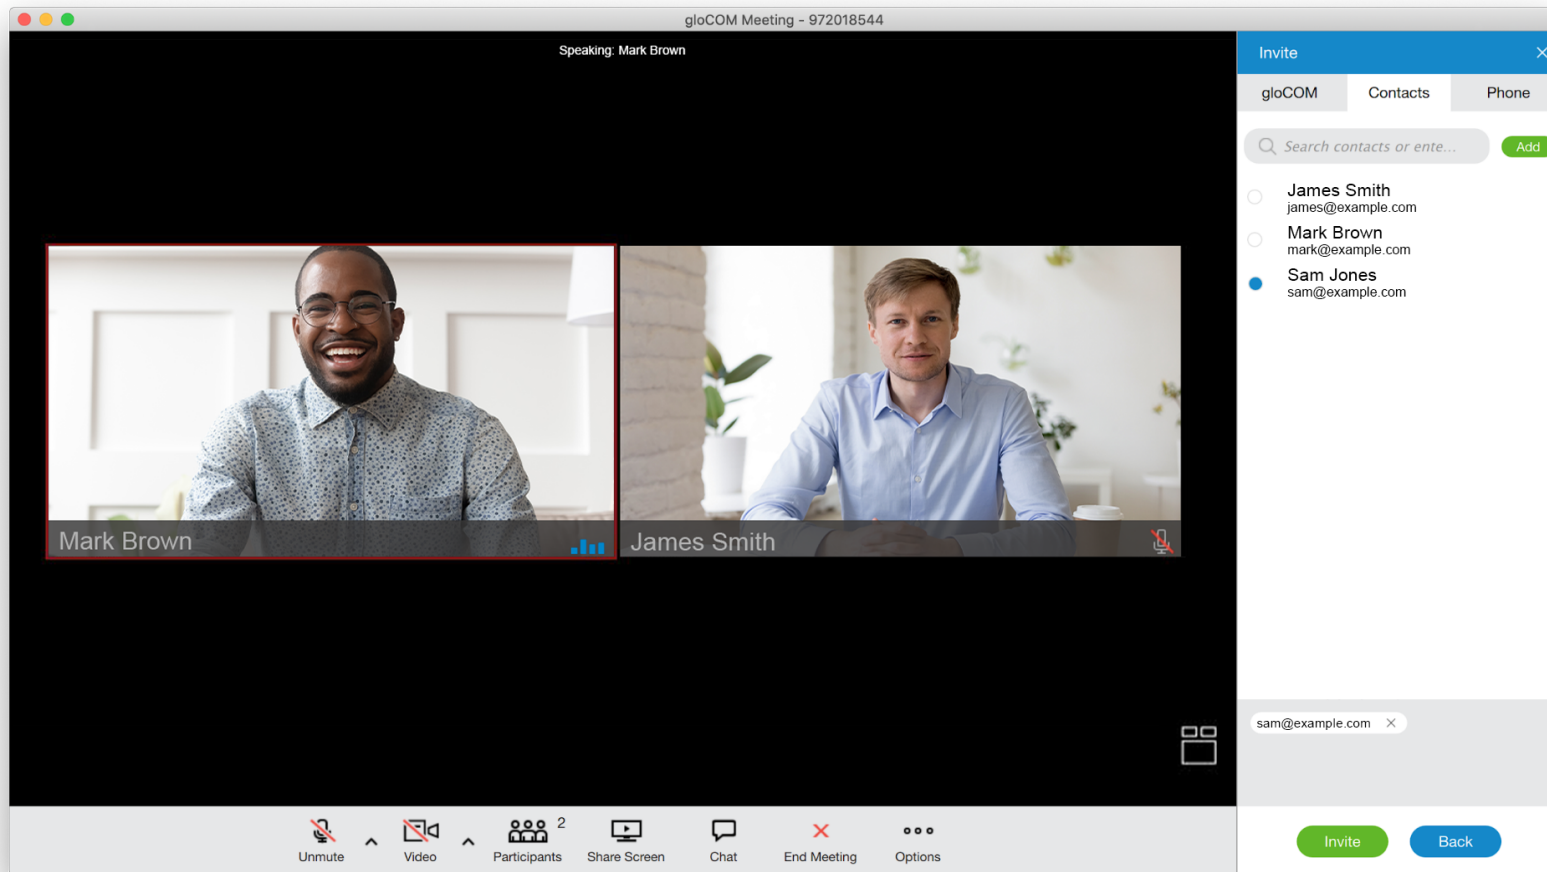 gloCOM Meeting - 972018544
Speaking: Mark Brown
Mark Brown
James Smith
Unmute
Video
Participants
2
Share Screen
Chat
End Meeting
Options
Invite
gloCOM
Contacts
Phone
Search contacts or ente...
Add
James Smith
james@example.com
Mark Brown
mark@example.com
Sam Jones
sam@example.com
sam@example.com
Invite
Back